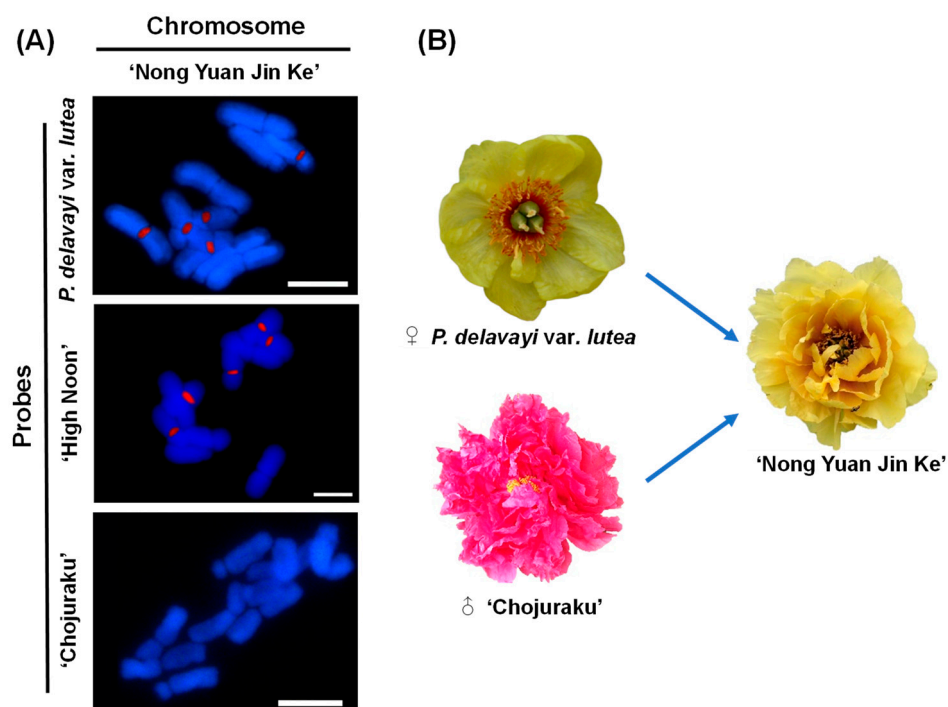 (A)
Chromosome
‘Nong Yuan Jin Ke’
Probes
P. delavayi var. lutea
‘High Noon’
‘Chojuraku’
(B)
♀ P. delavayi var. lutea
♂ ‘Chojuraku’
‘Nong Yuan Jin Ke’